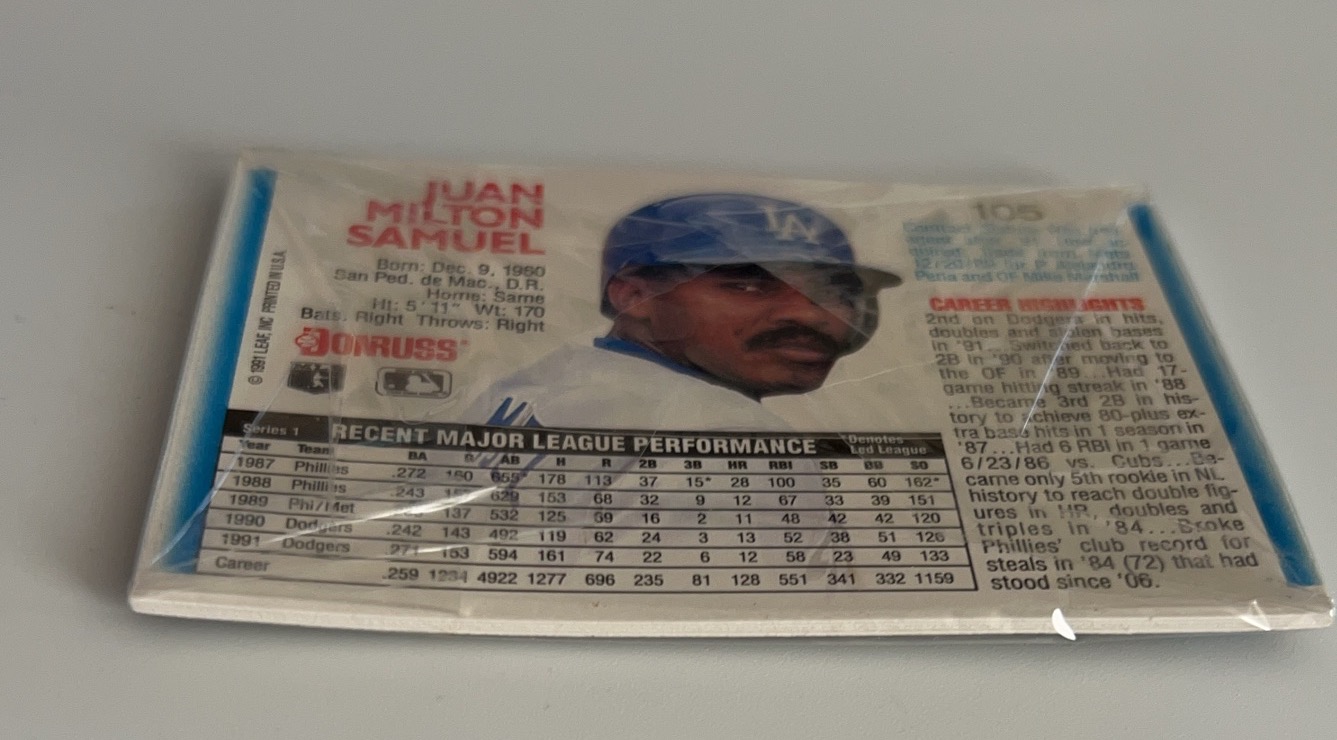 JUAN
MILTON
SAMUEL
Born: Dec. 9, 1960
San Ped. de Mac., D.R.
Home: Same
Ht: 5' 11" Wt: 170
Bats: Right Throws: Right
DONRUSS
© 1991 LEAF, INC PRINTED IN U.S.A.
LA
105
Peña and OF Mike Marshall
CAREER HIGHLIGHTS
2nd on Dodgers in hits,
doubles and stolen bases
in '91... Switched back to
2B in '90 after moving to
the OF in '89...Had 17-
game hitting streak in '88
...Became 3rd 2B in his-
tory to achieve 80-plus ex-
tra base hits in 1 season in
'87...Had 6 RBI in 1 game
6/23/86 vs. Cubs...Be-
came only 5th rookie in NL
history to reach double fig-
ures in HR, doubles and
triples in '84...Broke
Phillies' club record for
steals in '84 (72) that had
stood since '06.
Series 1 RECENT MAJOR LEAGUE PERFORMANCE Denotes
Led League
Year Team BA G AB H R 2B 3B HR RBI SB BB SO
1987 Phillies .272 160 655* 178 113 37 15* 28 100 35 60 162*
1988 Phillies .243 629 153 68 32 9 12 67 33 39 151
1989 Phi/Met 137 532 125 69 16 2 11 48 42 42 120
1990 Dodgers .242 143 492 119 62 24 3 13 52 38 51 126
1991 Dodgers .271 153 594 161 74 22 6 12 58 23 49 133
Career .259 1234 4922 1277 696 235 81 128 551 341 332 1159